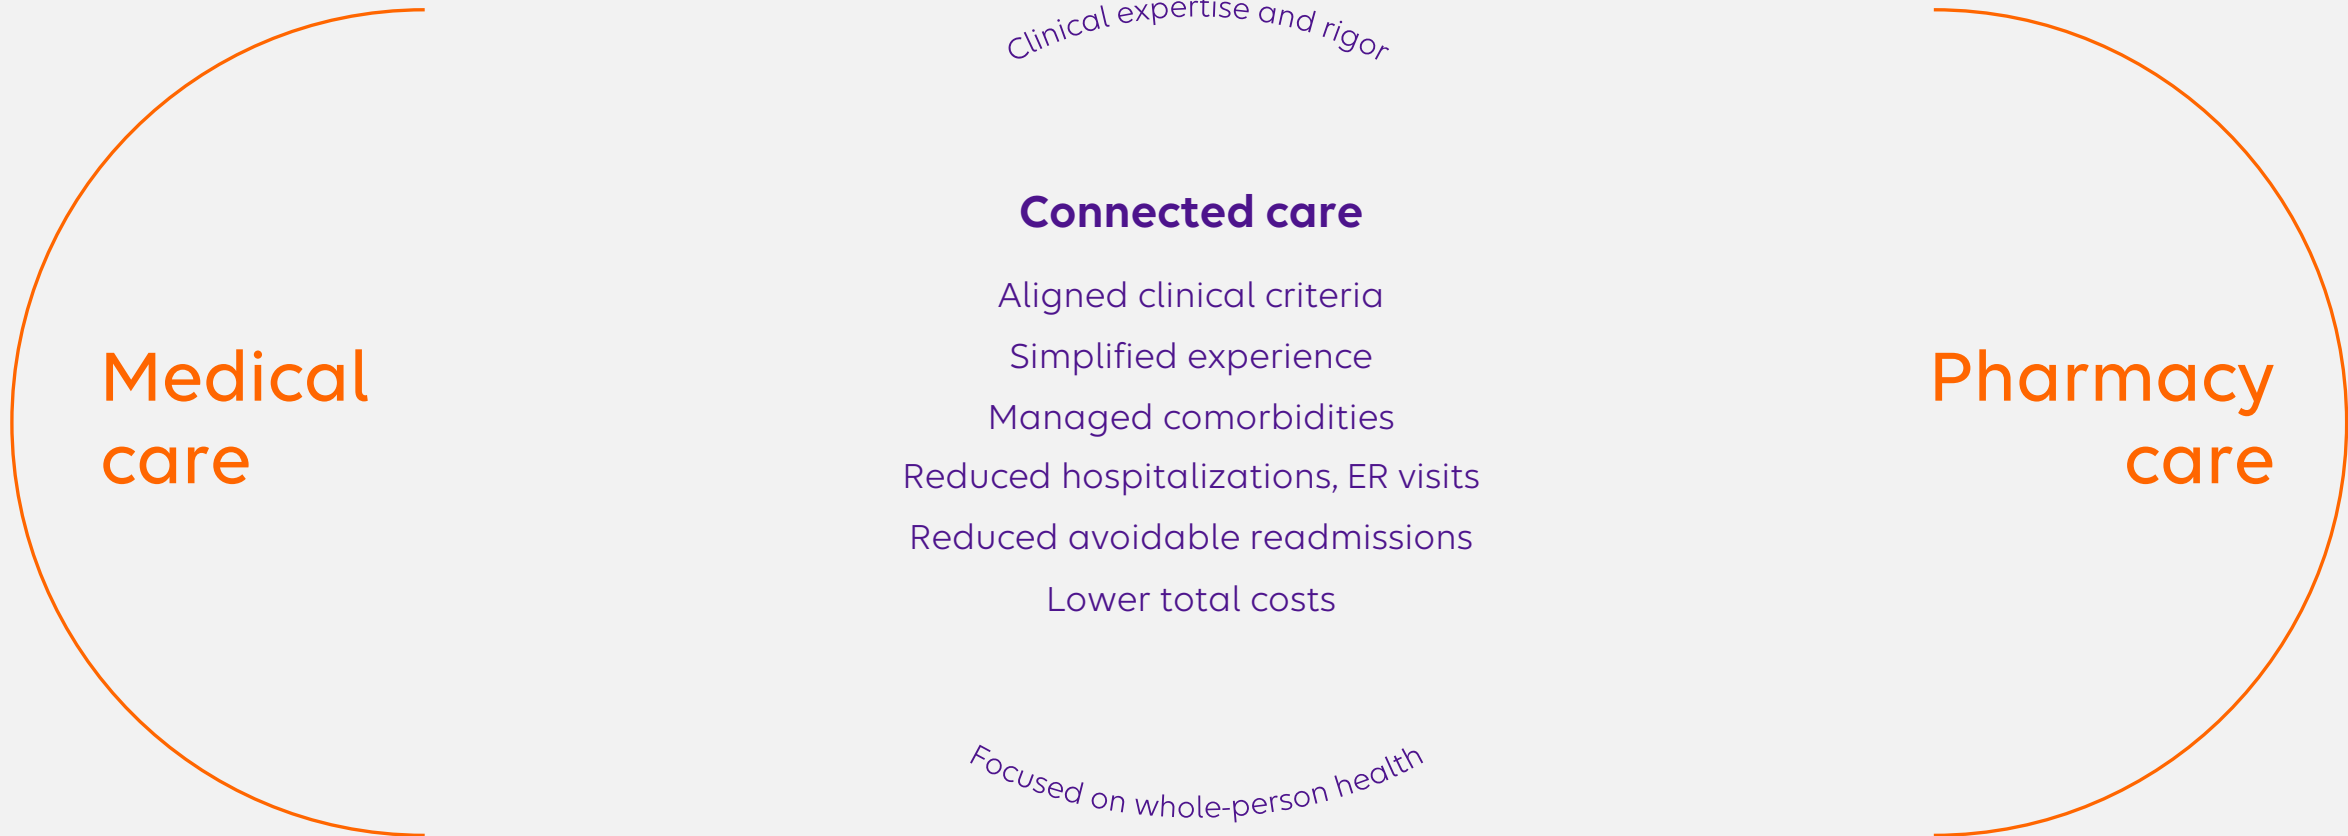 Clinical expertise and rigor
Medical
care
Connected care
Aligned clinical criteria
Simplified experience
Managed comorbidities
Reduced hospitalizations, ER visits
Reduced avoidable readmissions
Lower total costs
Pharmacy
care
Focused on whole-person health